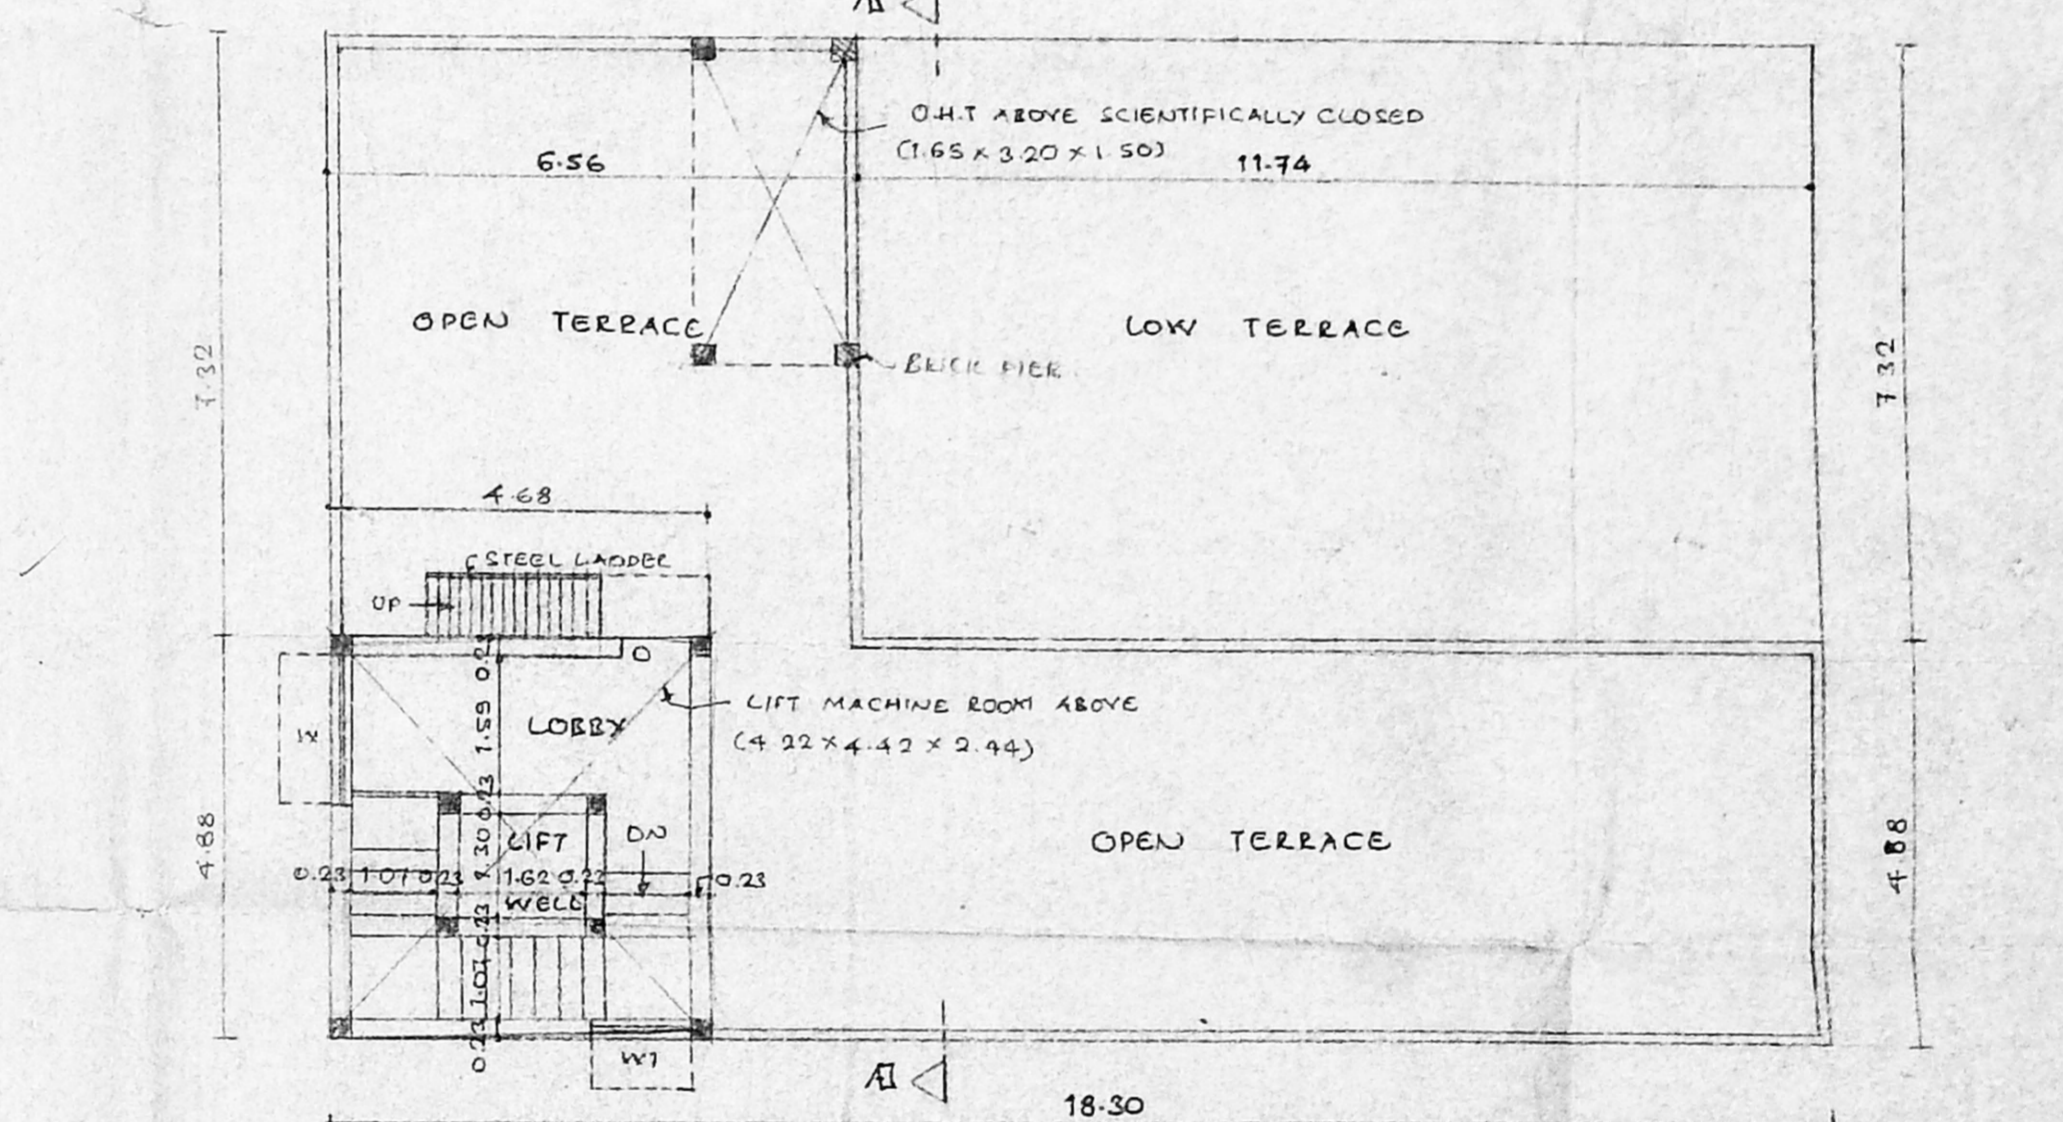 A
O.H.T ABOVE SCIENTIFICALLY CLOSED
(1.65 x 3.20 x 1.50)
6.56
11.74
OPEN TERRACE
LOW TERRACE
7.32
7.32
BRICK PIER
4.68
STEEL LADDER
UP
0.23
D
LIFT MACHINE ROOM ABOVE
(4.22 x 4.42 x 2.44)
LOBBY
1.59
0.23
LIFT
WELL
DN
OPEN TERRACE
4.88
4.88
0.23 1.07 0.23 1.62 0.23 0.23
1.30
0.23
1.07
0.23
W1
A
18.30